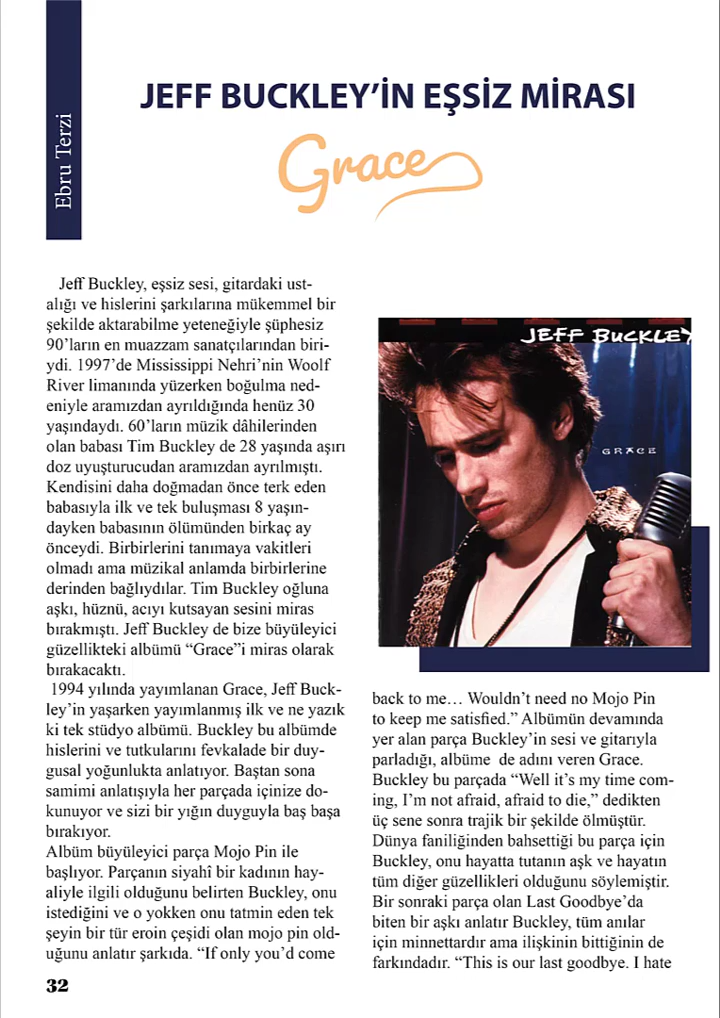 Ebru Terzi
JEFF BUCKLEY’İN EŞSİZ MİRASI
Grace
Jeff Buckley, eşsiz sesi, gitardaki ust-
alığı ve hislerini şarkılarına mükemmel bir
şekilde aktarabilme yeteneğiyle şüphesiz
90’ların en muazzam sanatçılarından biri-
ydi. 1997’de Mississippi Nehri’nin Woolf
River limanında yüzerken boğulma ned-
eniyle aramızdan ayrıldığında henüz 30
yaşındaydı. 60’ların müzik dâhilerinden
olan babası Tim Buckley de 28 yaşında aşırı
doz uyuşturucudan aramızdan ayrılmıştı.
Kendisini daha doğmadan önce terk eden
babasıyla ilk ve tek buluşması 8 yaşın-
dayken babasının ölümünden birkaç ay
önceydi. Birbirlerini tanımaya vakitleri
olmadı ama müzikal anlamda birbirlerine
derinden bağlıydılar. Tim Buckley oğluna
aşkı, hüznü, acıyı kutsayan sesini miras
bırakmıştı. Jeff Buckley de bize büyüleyici
güzellikteki albümü “Grace”i miras olarak
bırakacaktı.
1994 yılında yayımlanan Grace, Jeff Buck-
ley’in yaşarken yayımlanmış ilk ve ne yazık
ki tek stüdyo albümü. Buckley bu albümde
hislerini ve tutkularını fevkalade bir duy-
gusal yoğunlukta anlatıyor. Baştan sona
samimi anlatışıyla her parçada içinize do-
kunuyor ve sizi bir yığın duyguyla baş başa
bırakıyor.
Albüm büyüleyici parça Mojo Pin ile
başlıyor. Parçanın siyahî bir kadının hay-
aliyle ilgili olduğunu belirten Buckley, onu
istediğini ve o yokken onu tatmin eden tek
şeyin bir tür eroin çeşidi olan mojo pin old-
uğunu anlatır şarkıda. “If only you’d come
JEFF BUCKLEY
GRACE
back to me… Wouldn’t need no Mojo Pin
to keep me satisfied.” Albümün devamında
yer alan parça Buckley’in sesi ve gitarıyla
parladığı, albüme de adını veren Grace.
Buckley bu parçada “Well it’s my time com-
ing, I’m not afraid, afraid to die,” dedikten
üç sene sonra trajik bir şekilde ölmüştür.
Dünya faniliğinden bahsettiği bu parça için
Buckley, onu hayatta tutanın aşk ve hayatın
tüm diğer güzellikleri olduğunu söylemiştir.
Bir sonraki parça olan Last Goodbye’da
biten bir aşkı anlatır Buckley, tüm anılar
için minnettardır ama ilişkinin bittiğinin de
farkındadır. “This is our last goodbye. I hate
32